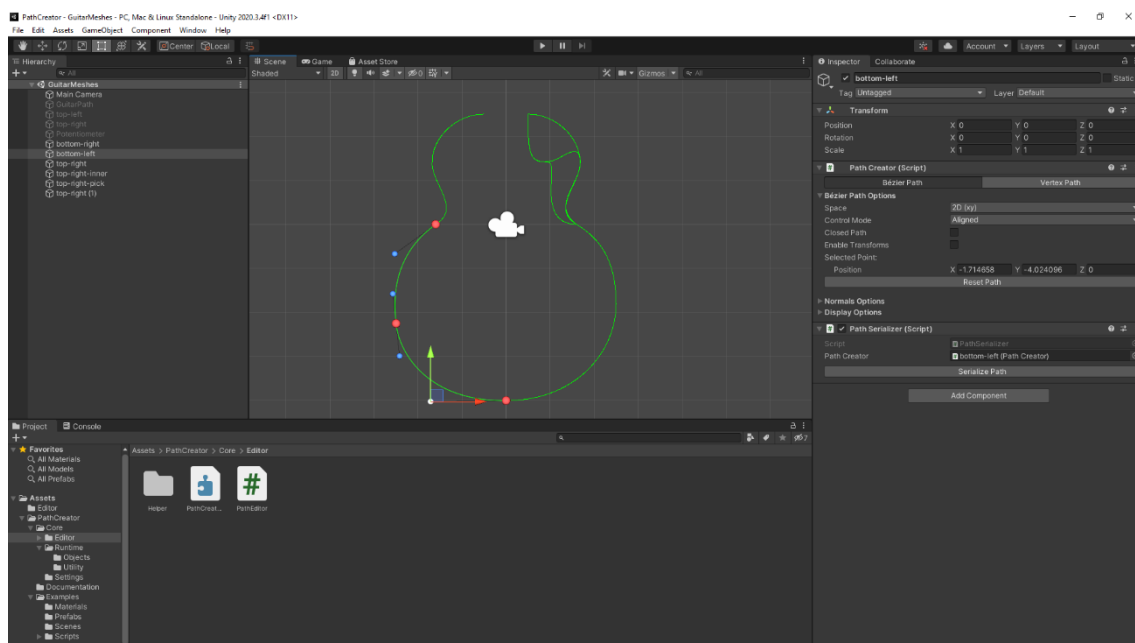 PathCreator - GuitarMeshes - PC, Mac & Linux Standalone - Unity 2020.3.4f1 <DX11>
File Edit Assets GameObject Component Window Help
Center Local
Account Layers Layout
Hierarchy
All
GuitarMeshes
Main Camera
GuitarPath
top-left
top-right
Potentiometer
bottom-right
bottom-left
top-right
top-right-inner
top-right-pick
top-right (1)
Scene Game Asset Store
Shaded 2D 0 Gizmos All
Inspector Collaborate
bottom-left Static
Tag Untagged Layer Default
Transform
Position X 0 Y 0 Z 0
Rotation X 0 Y 0 Z 0
Scale X 1 Y 1 Z 1
Path Creator (Script)
Bézier Path Vertex Path
Bézier Path Options
Space 2D (xy)
Control Mode Aligned
Closed Path
Enable Transforms
Selected Point:
Position X -1.714658 Y -4.024096 Z 0
Reset Path
Normals Options
Display Options
# Path Serializer (Script)
Script PathSerializer
Path Creator bottom-left (Path Creator)
Serialize Path
Add Component
Project Console
7
Favorites
All Materials
All Models
All Prefabs
Assets
Editor
PathCreator
Core
Editor
Runtime
Objects
Utility
Settings
Documentation
Examples
Materials
Prefabs
Scenes
Scripts
Assets > PathCreator > Core > Editor
Helper PathCreat... PathEditor